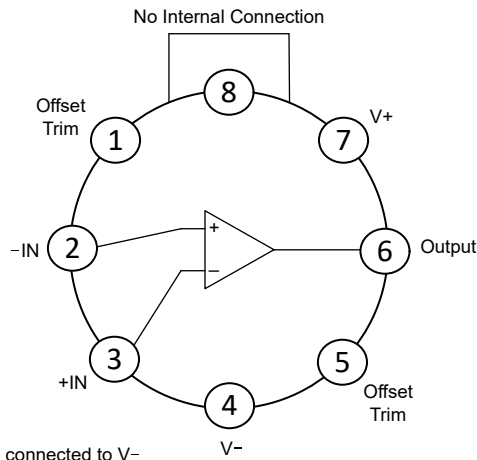 No Internal Connection
8
Offset
Trim
1
V+
7
+
−IN
2
6
Output
−
3
+IN
5
Offset
Trim
4
V−
connected to V−